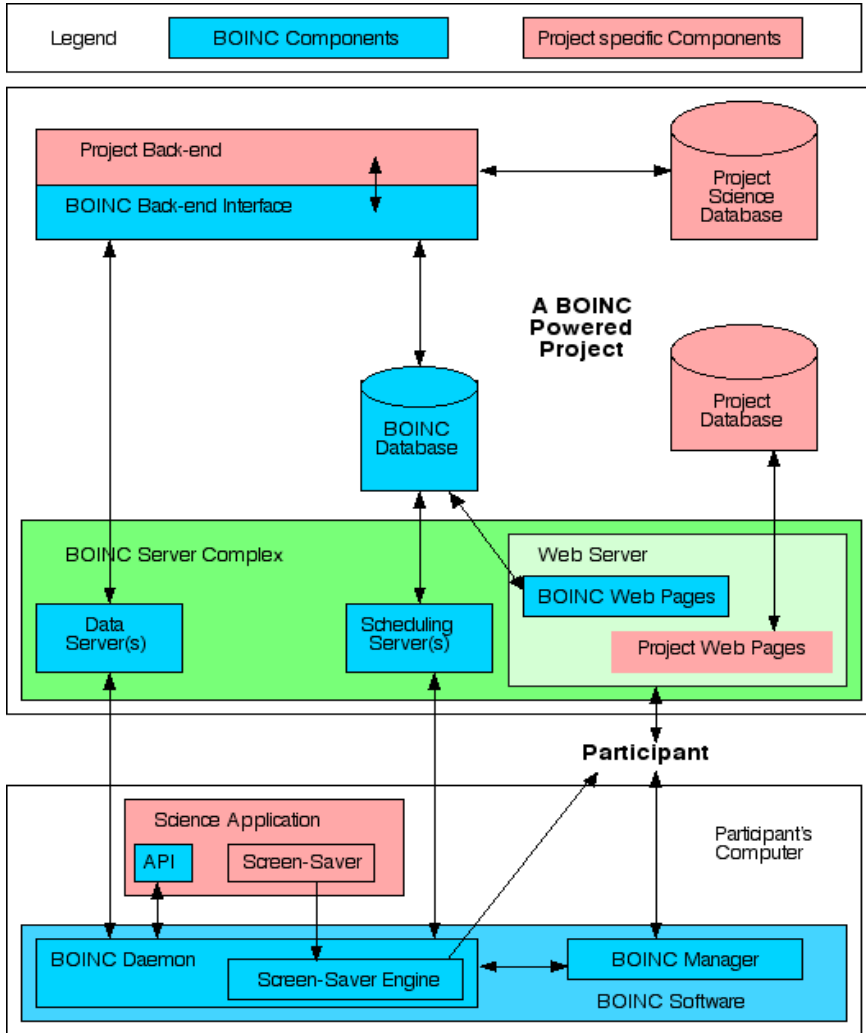 Legend
BOINC Components
Project specific Components
Project Back-end
BOINC Back-end Interface
Project
Science
Database
A BOINC
Powered
Project
BOINC
Database
Project
Database
BOINC Server Complex
Web Server
BOINC Web Pages
Data
Server(s)
Scheduling
Server(s)
Project Web Pages
Participant
Science Application
Participant's
Computer
API
Screen-Saver
BOINC Daemon
Screen-Saver Engine
BOINC Manager
BOINC Software